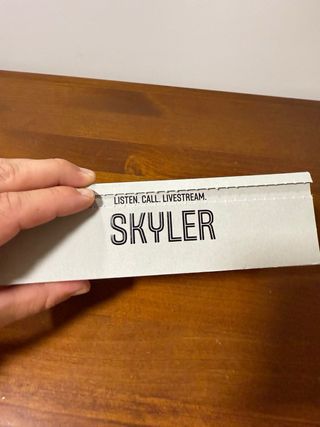 LISTEN. CALL. LIVESTREAM.
SKYLER